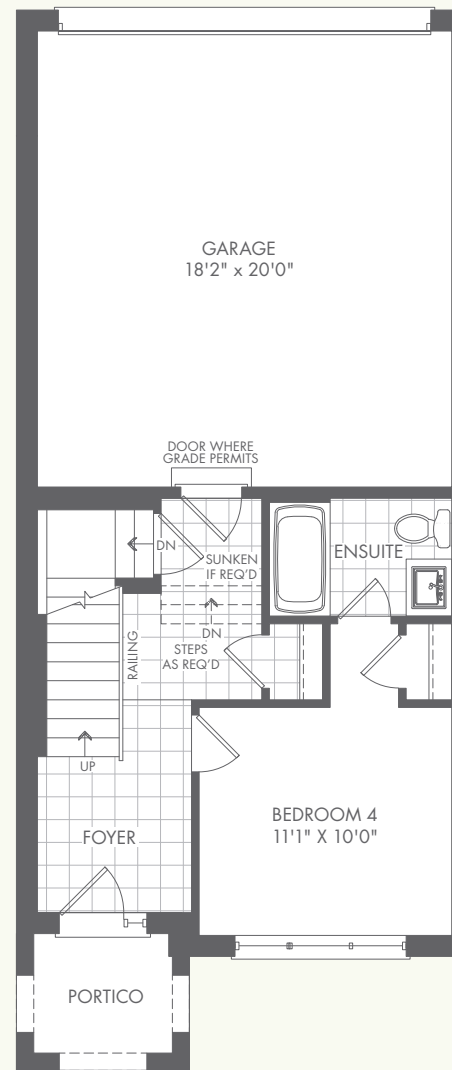 GARAGE
18'2" x 20'0"
DOOR WHERE
GRADE PERMITS
DN
SUNKEN
IF REQ'D
ENSUITE
DN
STEPS
AS REQ'D
RAILING
UP
FOYER
BEDROOM 4
11'1" X 10'0"
PORTICO